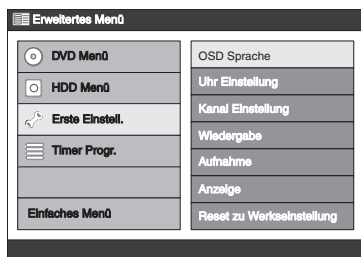 Erweitertes Menü
DVD Menü
HDD Menü
Erste Einstell.
Timer Progr.
Einfaches Menü
OSD Sprache
Uhr Einstellung
Kanal Einstellung
Wiedergabe
Aufnahme
Anzeige
Reset zu Werkseinstellung